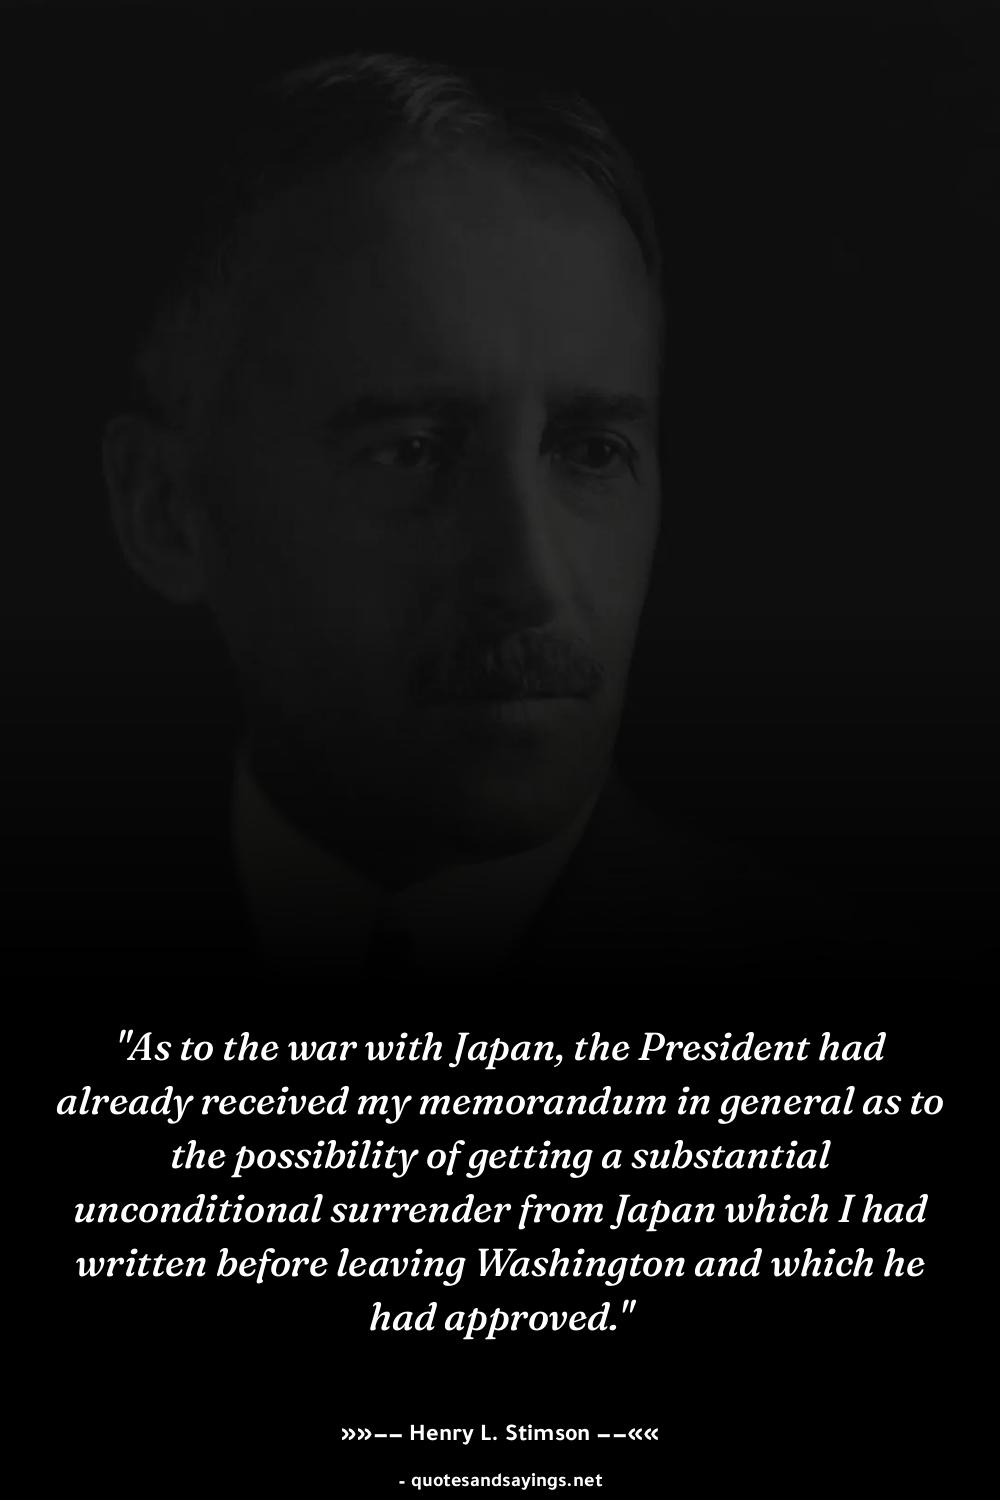 "As to the war with Japan, the President had
already received my memorandum in general as to
the possibility of getting a substantial
unconditional surrender from Japan which I had
written before leaving Washington and which he
had approved."
»»–– Henry L. Stimson ––««
- quotesandsayings.net